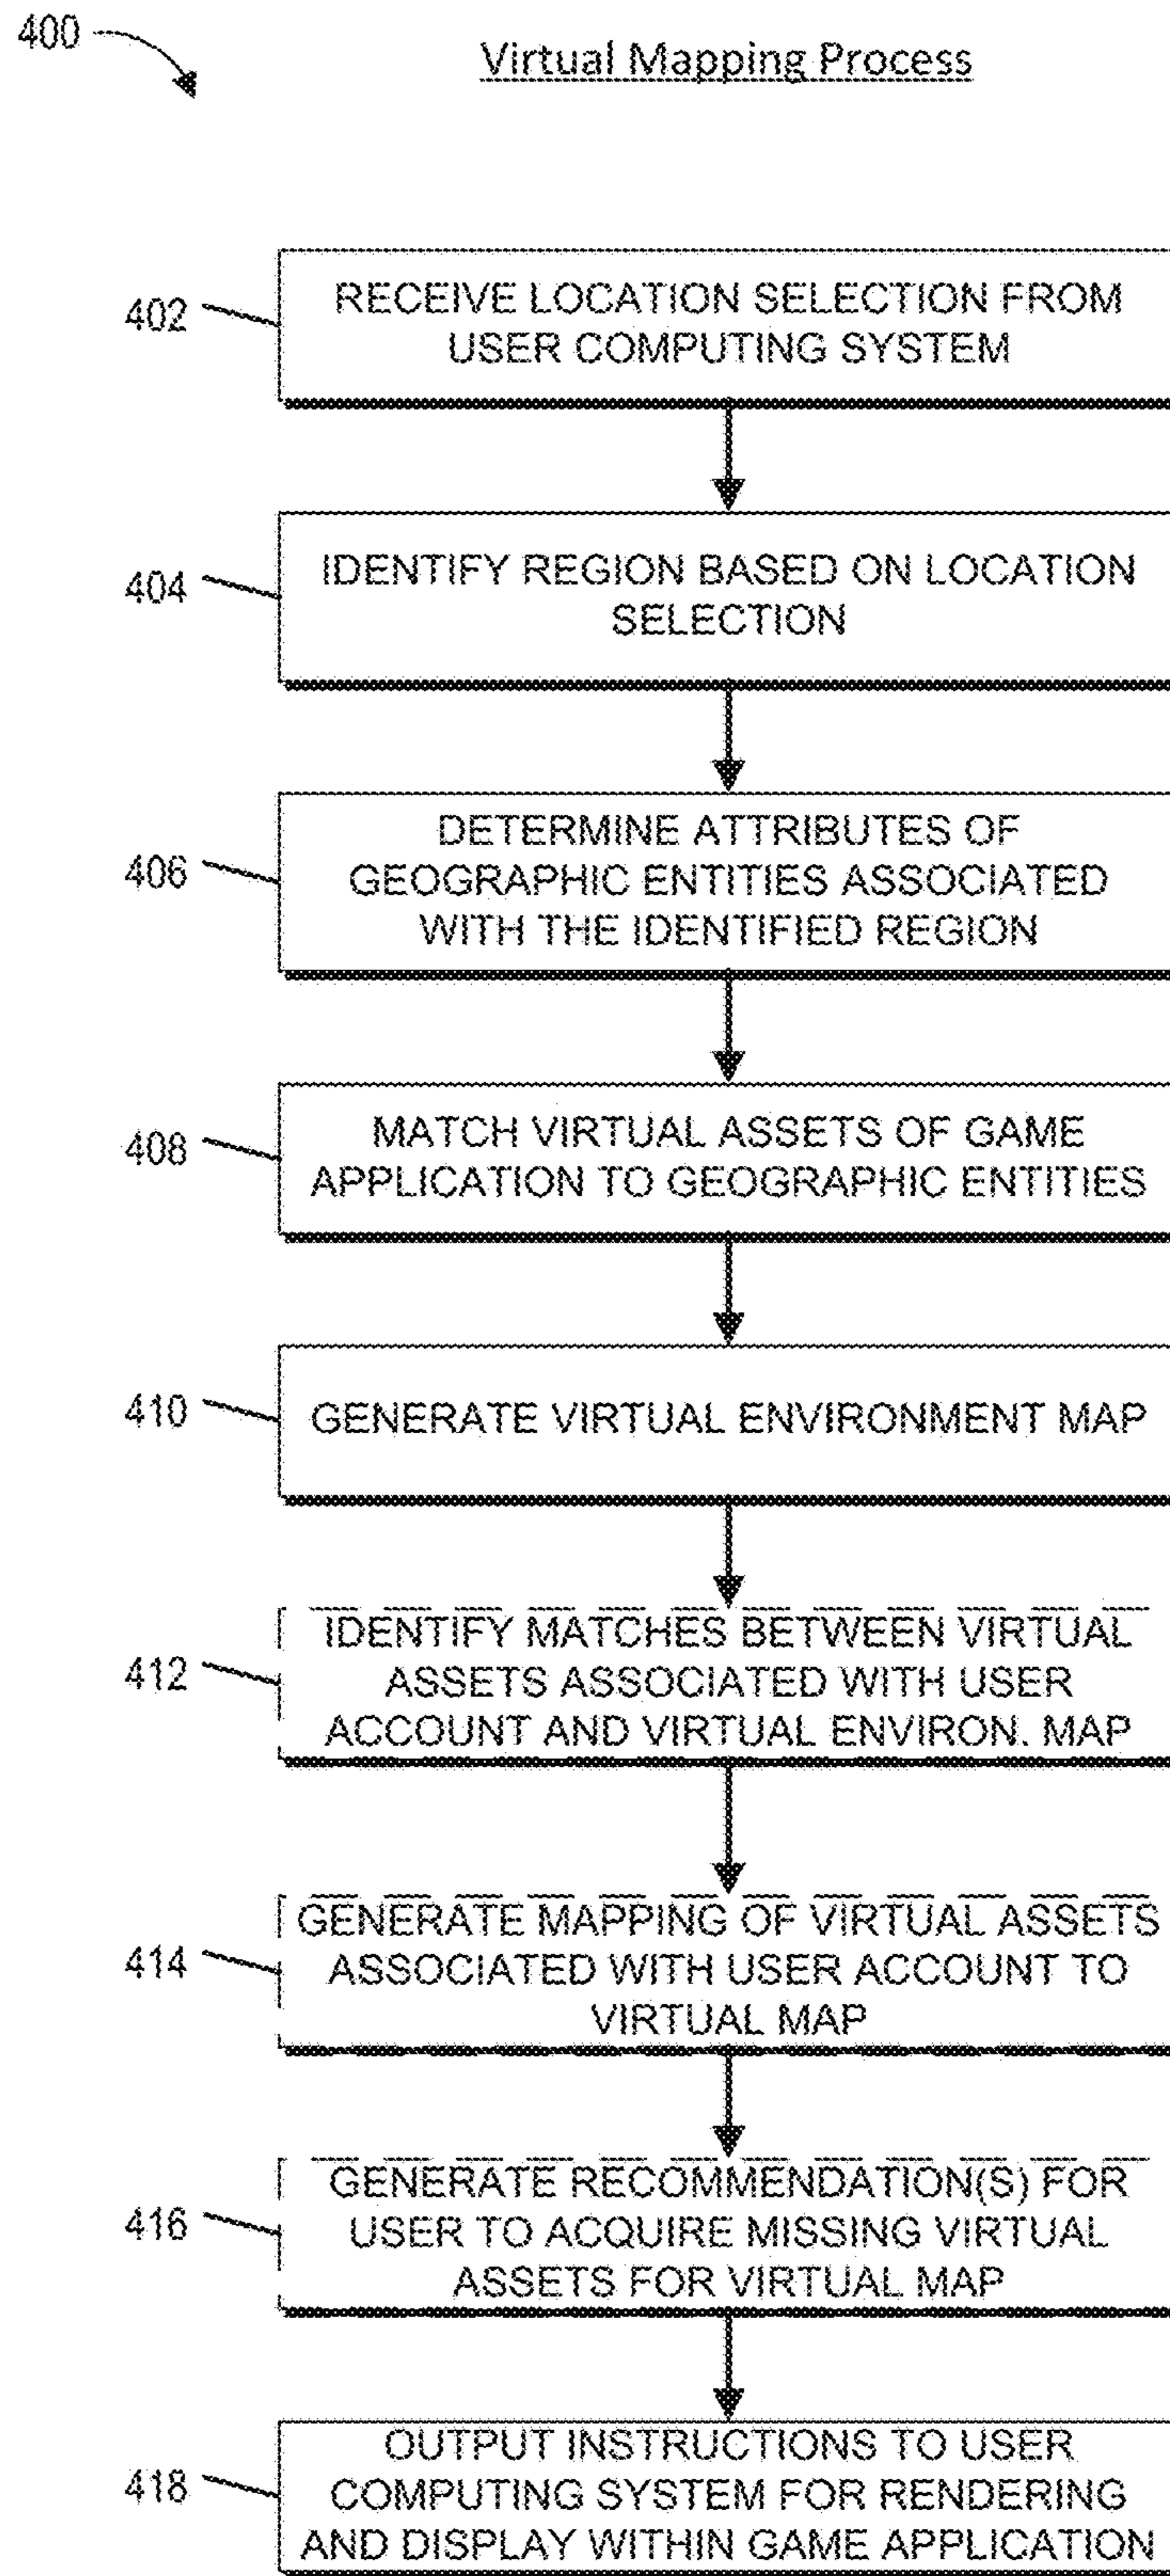 400
Virtual Mapping Process
402
RECEIVE LOCATION SELECTION FROM
USER COMPUTING SYSTEM
404
IDENTIFY REGION BASED ON LOCATION
SELECTION
406
DETERMINE ATTRIBUTES OF
GEOGRAPHIC ENTITIES ASSOCIATED
WITH THE IDENTIFIED REGION
408
MATCH VIRTUAL ASSETS OF GAME
APPLICATION TO GEOGRAPHIC ENTITIES
410
GENERATE VIRTUAL ENVIRONMENT MAP
412
IDENTIFY MATCHES BETWEEN VIRTUAL
ASSETS ASSOCIATED WITH USER
ACCOUNT AND VIRTUAL ENVIRON. MAP
414
GENERATE MAPPING OF VIRTUAL ASSETS
ASSOCIATED WITH USER ACCOUNT TO
VIRTUAL MAP
416
GENERATE RECOMMENDATION(S) FOR
USER TO ACQUIRE MISSING VIRTUAL
ASSETS FOR VIRTUAL MAP
418
OUTPUT INSTRUCTIONS TO USER
COMPUTING SYSTEM FOR RENDERING
AND DISPLAY WITHIN GAME APPLICATION